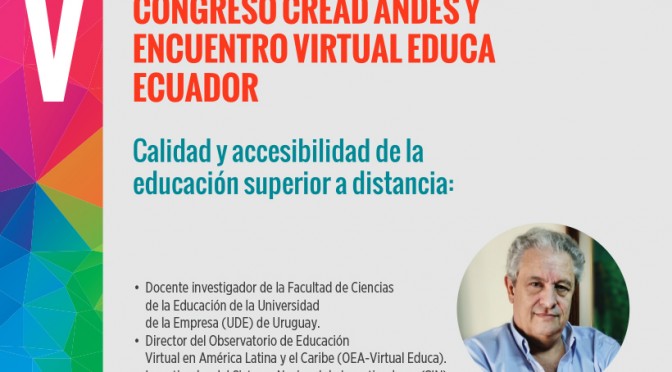 V
CONGRESO CREAD ANDES Y
ENCUENTRO VIRTUAL EDUCA
ECUADOR
Calidad y accesibilidad de la
educación superior a distancia:
• Docente investigador de la Facultad de Ciencias
de la Educación de la Universidad
de la Empresa (UDE) de Uruguay.
• Director del Observatorio de Educación
Virtual en América Latina y el Caribe (OEA-Virtual Educa).